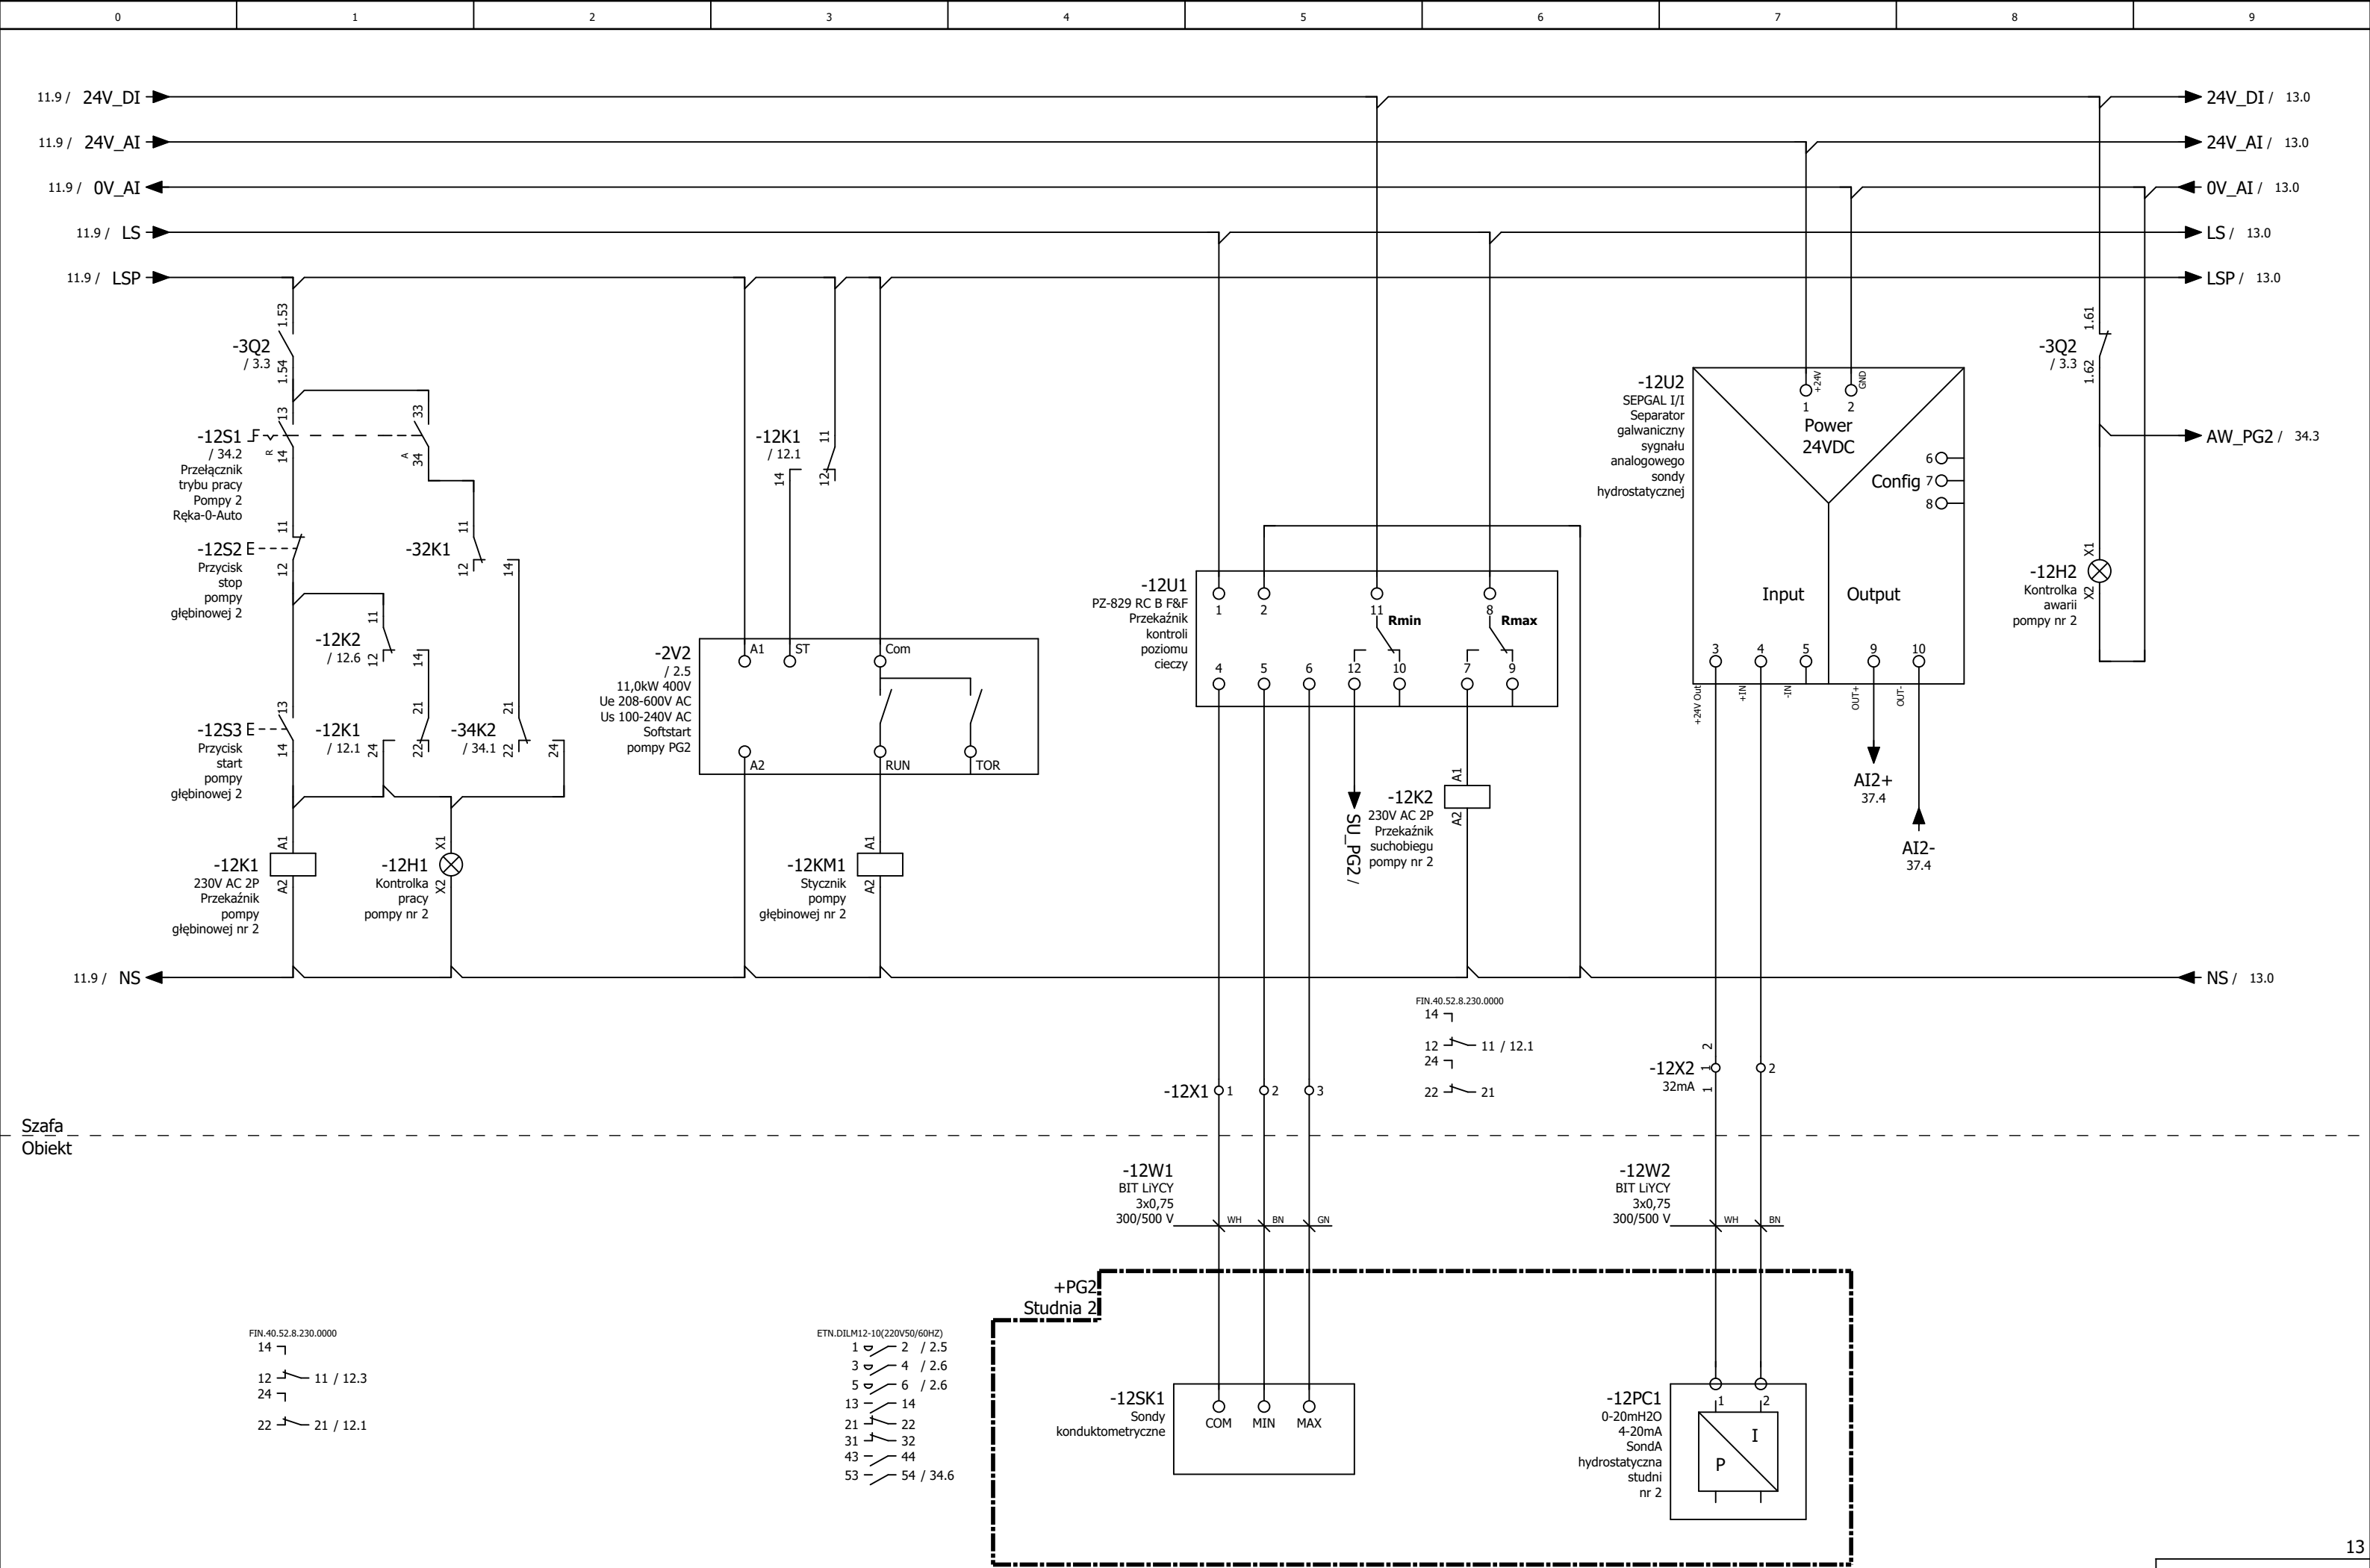 0 1 2 3 4 5 6 7 8 9
11.9 / 24V_DI
24V_DI / 13.0
11.9 / 24V_AI
24V_AI / 13.0
11.9 / 0V_AI
0V_AI / 13.0
11.9 / LS
LS / 13.0
11.9 / LSP
LSP / 13.0
1.53
-3Q2
/ 3.3
1.54
13
33
-12S1
/ 34.2
Przełącznik
trybu pracy
Pompy 2
Ręka-0-Auto
R
14
A
34
11
-12S2
Przycisk
stop
pompy
głębinowej 2
12
11
-32K1
12
14
11
-12K2
/ 12.6
12
14
13
-12S3
Przycisk
start
pompy
głębinowej 2
14
21
-12K1
/ 12.1
24
22
21
-34K2
/ 34.1
22
24
A1
-12K1
230V AC 2P
Przekaźnik
pompy
głębinowej nr 2
A2
X1
-12H1
Kontrolka
pracy
pompy nr 2
X2
11
-12K1
/ 12.1
14
12
-2V2
/ 2.5
11,0kW 400V
Ue 208-600V AC
Us 100-240V AC
Softstart
pompy PG2
A1
ST
Com
A2
RUN
TOR
A1
-12KM1
Stycznik
pompy
głębinowej nr 2
A2
-12U1
PZ-829 RC B F&F
Przekaźnik
kontroli
poziomu
cieczy
1
2
11
Rmin
8
Rmax
4
5
6
12
10
7
9
SU_PG2 /
A1
-12K2
230V AC 2P
Przekaźnik
suchobiegu
pompy nr 2
A2
-12U2
SEPGAL I/I
Separator
galwaniczny
sygnału
analogowego
sondy
hydrostatycznej
+24V
GND
1
2
Power
24VDC
6
Config 7
8
Input
Output
3
4
5
9
10
+24V Out
+IN
-IN
OUT+
OUT-
AI2+
37.4
AI2-
37.4
1.61
-3Q2
/ 3.3
1.62
AW_PG2 / 34.3
X1
-12H2
Kontrolka
awarii
pompy nr 2
X2
11.9 / NS
NS / 13.0
FIN.40.52.8.230.0000
14
12 11 / 12.1
24
22 21
-12X1 1 2 3
2
-12X2 1 2
32mA
1
Szafa
Obiekt
-12W1
BIT LiYCY
3x0,75
300/500 V
WH BN GN
-12W2
BIT LiYCY
3x0,75
300/500 V
WH BN
+PG2
Studnia 2
FIN.40.52.8.230.0000
14
12 11 / 12.3
24
22 21 / 12.1
ETN.DILM12-10(220V50/60HZ)
1 2 / 2.5
3 4 / 2.6
5 6 / 2.6
13 14
21 22
31 32
43 44
53 54 / 34.6
-12SK1
Sondy
konduktometryczne
COM MIN MAX
-12PC1
0-20mH2O
4-20mA
SondA
hydrostatyczna
studni
nr 2
1 2
I
P
13